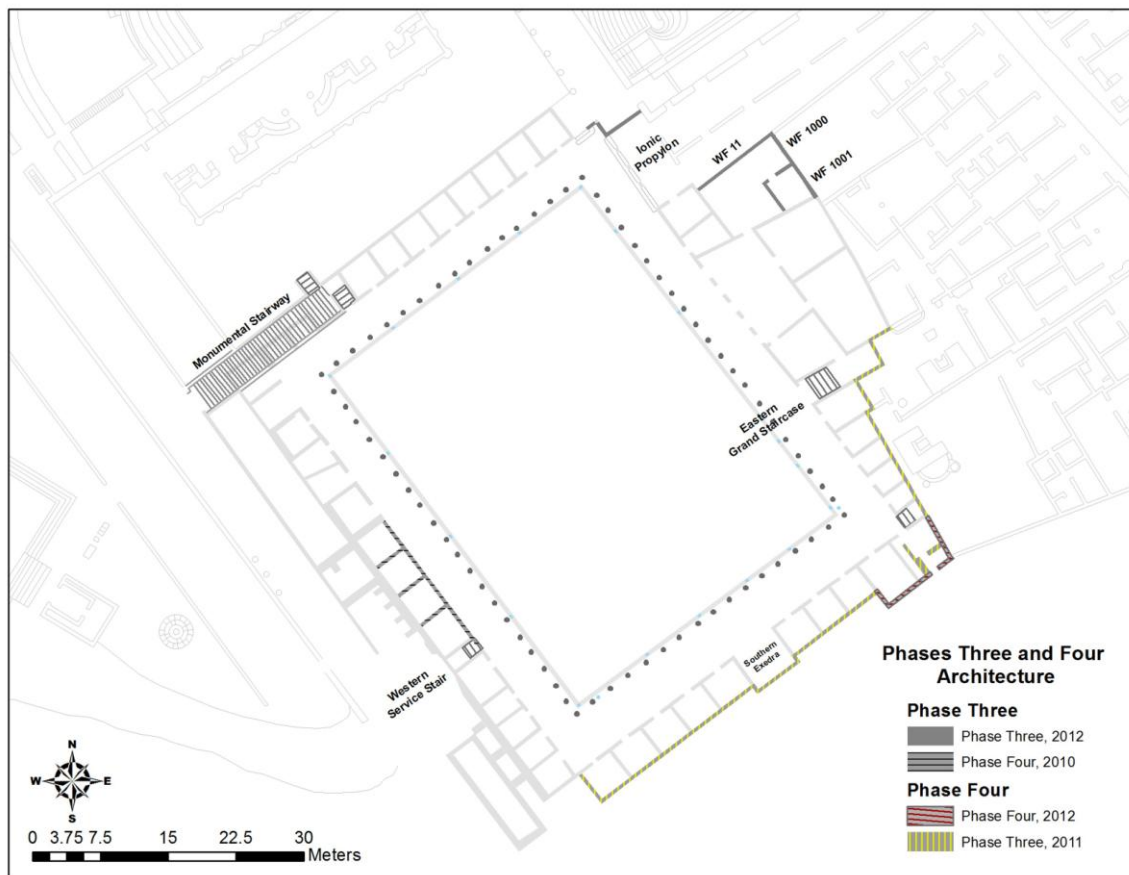 Ionic
Propylon
WF 11
WF 1000
WF 1001
Monumental Stairway
Eastern
Grand Staircase
Southern
Exedra
Western
Service Stair
Phases Three and Four
Architecture
Phase Three
Phase Three, 2012
Phase Four, 2010
Phase Four
Phase Four, 2012
Phase Three, 2011
N
W E
S
0 3.75 7.5 15 22.5 30
Meters